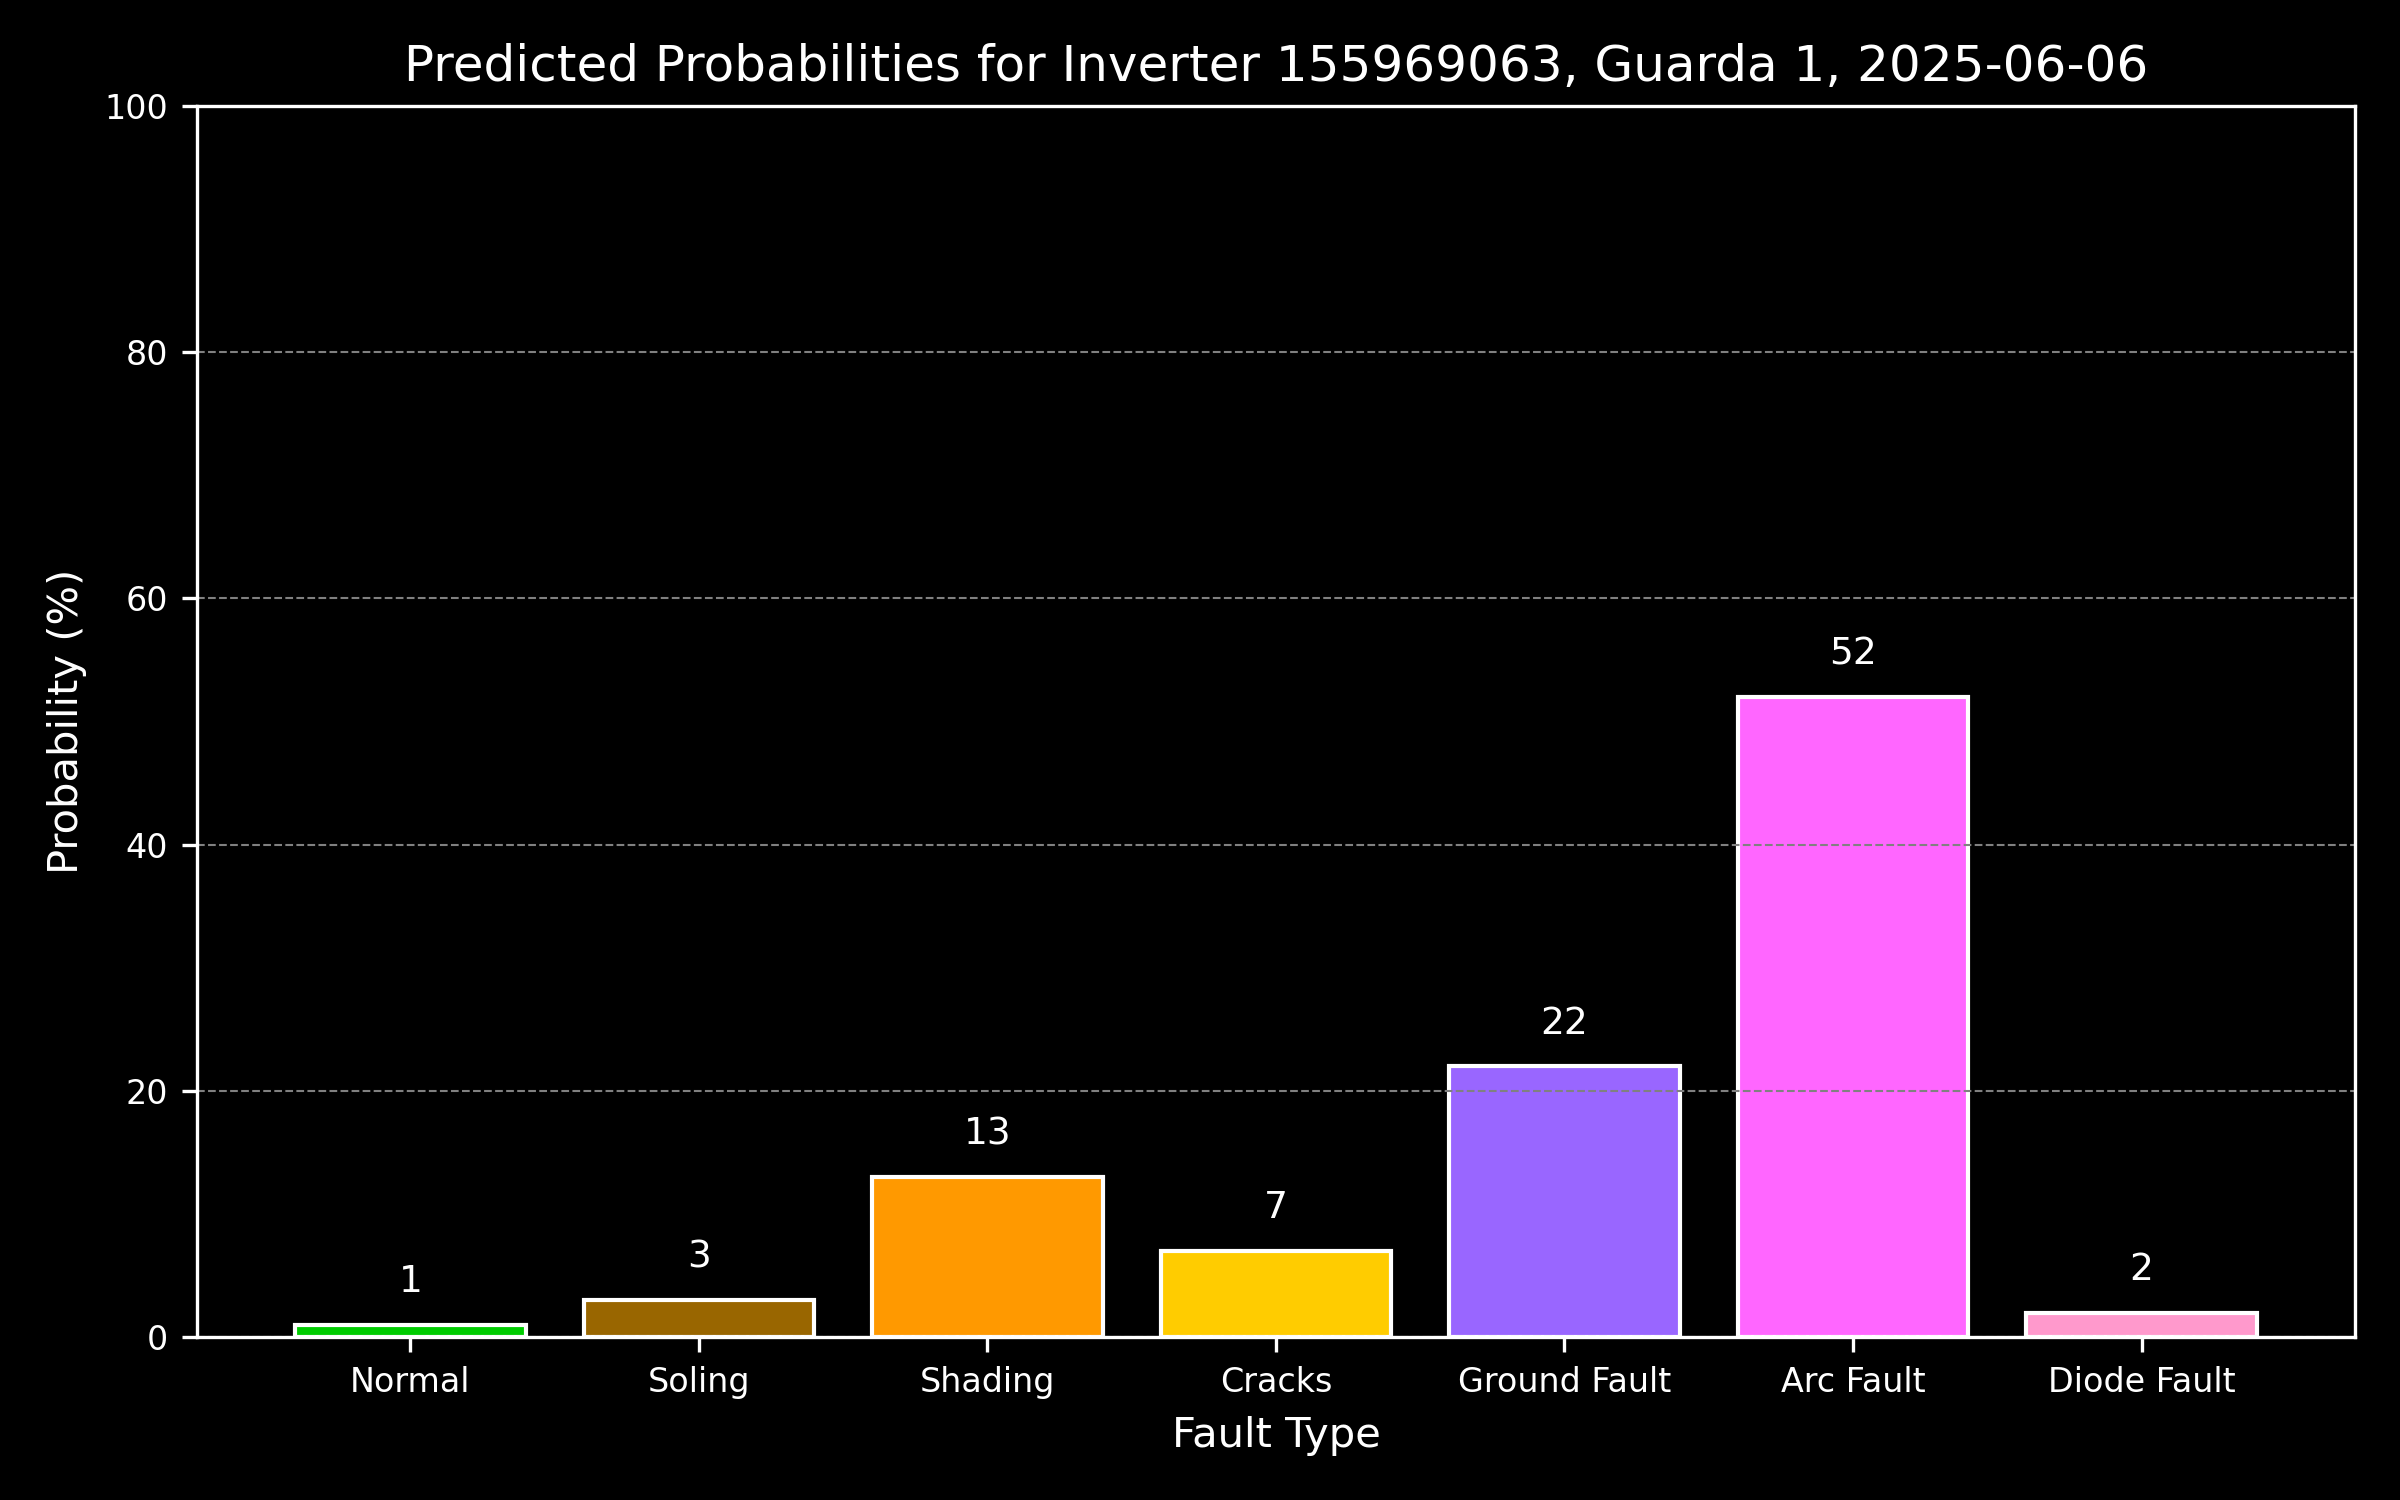 Predicted Probabilities for Inverter 155969063, Guarda 1, 2025-06-06
100
80
60
40
20
0
Probability (%)
1
3
13
7
22
52
2
Normal
Soling
Shading
Cracks
Ground Fault
Arc Fault
Diode Fault
Fault Type